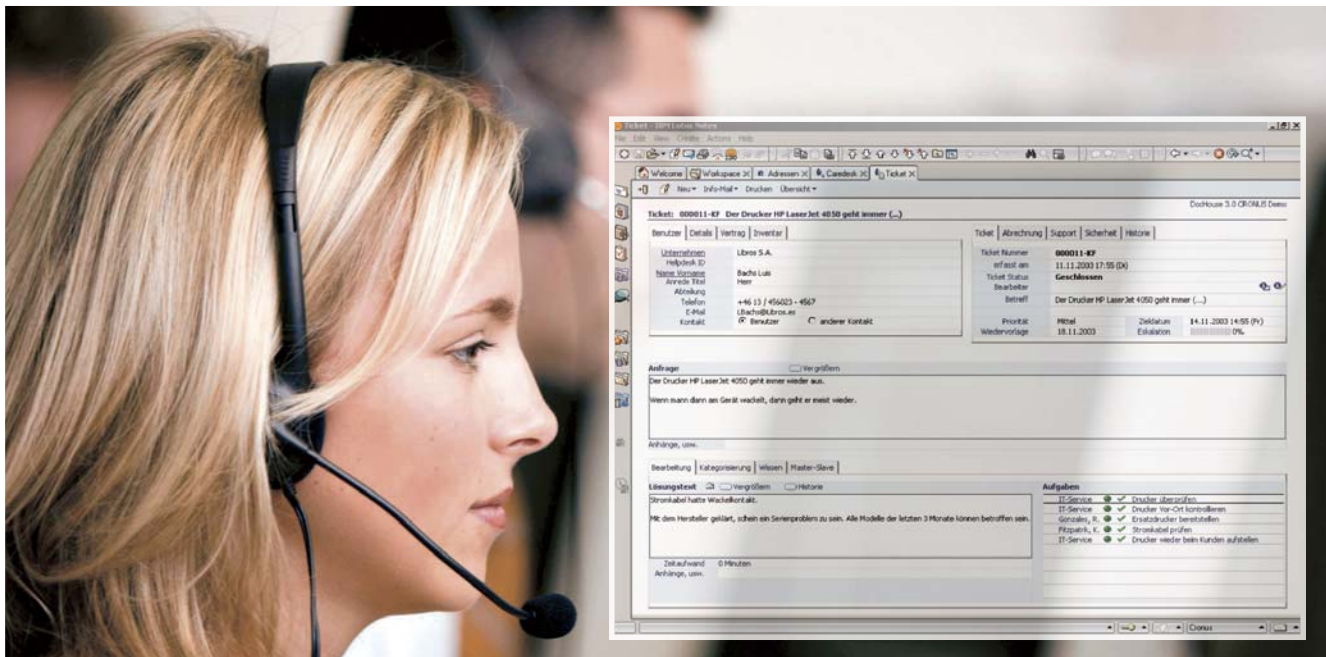 Ticket - IBM Lotus Notes
File Edit View Create Actions Help
Welcome Workspace Adressen Caredesk Ticket
Neu Info-Mail Drucken Übersicht
DocHouse 3.0 CRONUS Demo
Ticket: 000011-KF Der Drucker HP LaserJet 4050 geht immer (...)
Benutzer Details Vertrag Inventar
Ticket Abrechnung Support Sicherheit Historie
Unternehmen Libros S.A.
Helpdesk ID
Name Vorname Bachs Luis
Anrede Titel Herr
Abteilung
Telefon +46 13 / 456023 - 4567
E-Mail LBachs@Libros.es
Kontakt Benutzer anderer Kontakt
Ticket Nummer 000011-KF
erfasst am 11.11.2003 17:55 (Di)
Ticket Status Geschlossen
Bearbeiter
Betreff Der Drucker HP LaserJet 4050 geht immer (...)
Priorität Mittel Zieldatum 14.11.2003 14:55 (Fr)
Wiedervorlage 18.11.2003 Eskalation 0%
Anfrage Vergrößern
Der Drucker HP LaserJet 4050 geht immer wieder aus.
Wenn mann dann am Gerät wackelt, dann geht er meist wieder.
Anhänge, usw.
Bearbeitung Kategorisierung Wissen Master-Slave
Lösungstext Vergrößern Historie
Stromkabel hatte Wackelkontakt.
Mit dem Hersteller geklärt, schein ein Serienproblem zu sein. Alle Modelle der letzten 3 Monate können betroffen sein.
Zeitaufwand 0 Minuten
Anhänge, usw.
Aufgaben
IT-Service Drucker überprüfen
IT-Service Drucker Vor-Ort kontrollieren
Gonzales, R. Ersatzdrucker bereitstellen
Fitzpatrik, K. Stromkabel prüfen
IT-Service Drucker wieder beim Kunden aufstellen
Cronus